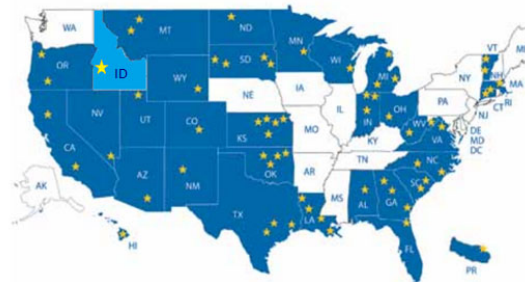 WA
MT
ND
MN
OR
ID
WY
SD
WI
MI
VT
NH
ME
NY
MA
RI
CT
NJ
PA
NE
IA
NV
UT
CO
KS
MO
IL
IN
OH
WV
VA
DE
MD
DC
KY
CA
AZ
NM
OK
AR
TN
NC
SC
TX
LA
MS
AL
GA
FL
AK
HI
PR